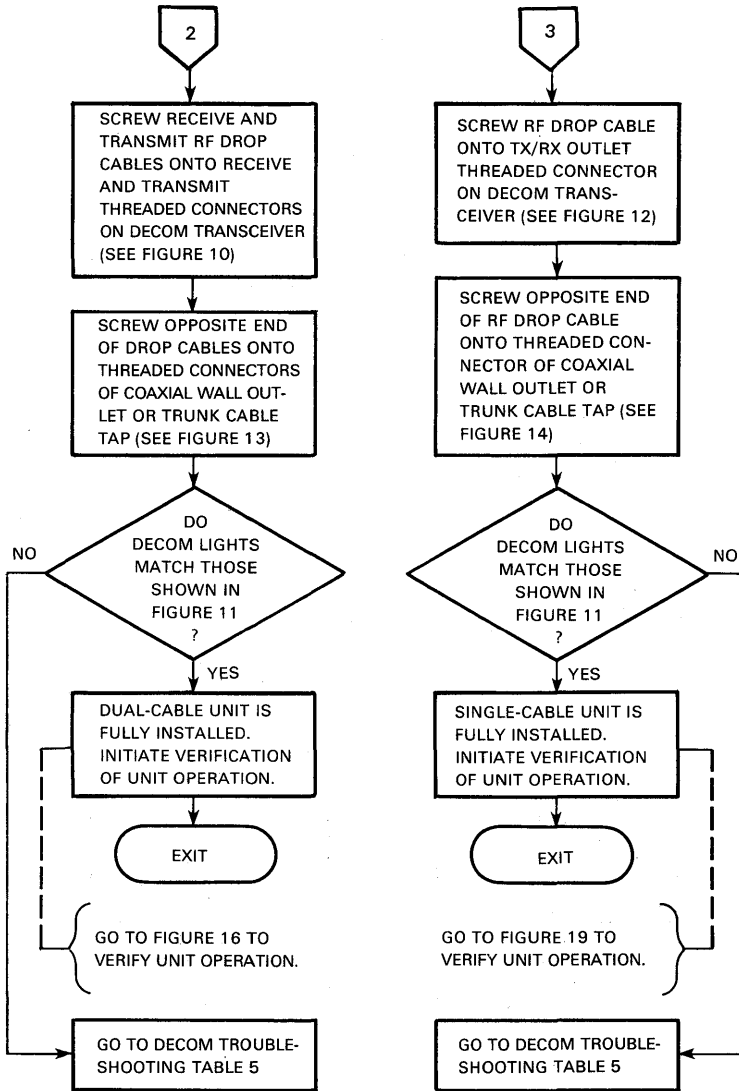 2
SCREW RECEIVE AND
TRANSMIT RF DROP
CABLES ONTO RECEIVE
AND TRANSMIT
THREADED CONNECTORS
ON DECOM TRANSCEIVER
(SEE FIGURE 10)
SCREW OPPOSITE END
OF DROP CABLES ONTO
THREADED CONNECTORS
OF COAXIAL WALL OUT-
LET OR TRUNK CABLE
TAP (SEE FIGURE 13)
DO
DECOM LIGHTS
MATCH THOSE
SHOWN IN
FIGURE 11
?
NO
YES
DUAL-CABLE UNIT IS
FULLY INSTALLED.
INITIATE VERIFICATION
OF UNIT OPERATION.
EXIT
GO TO FIGURE 16 TO
VERIFY UNIT OPERATION.
GO TO DECOM TROUBLE-
SHOOTING TABLE 5
3
SCREW RF DROP CABLE
ONTO TX/RX OUTLET
THREADED CONNECTOR
ON DECOM TRANS-
CEIVER (SEE FIGURE 12)
SCREW OPPOSITE END
OF RF DROP CABLE
ONTO THREADED CON-
NECTOR OF COAXIAL
WALL OUTLET OR
TRUNK CABLE TAP (SEE
FIGURE 14)
DO
DECOM LIGHTS
MATCH THOSE
SHOWN IN
FIGURE 11
?
NO
YES
SINGLE-CABLE UNIT IS
FULLY INSTALLED.
INITIATE VERIFICATION
OF UNIT OPERATION.
EXIT
GO TO FIGURE 19 TO
VERIFY UNIT OPERATION.
GO TO DECOM TROUBLE-
SHOOTING TABLE 5